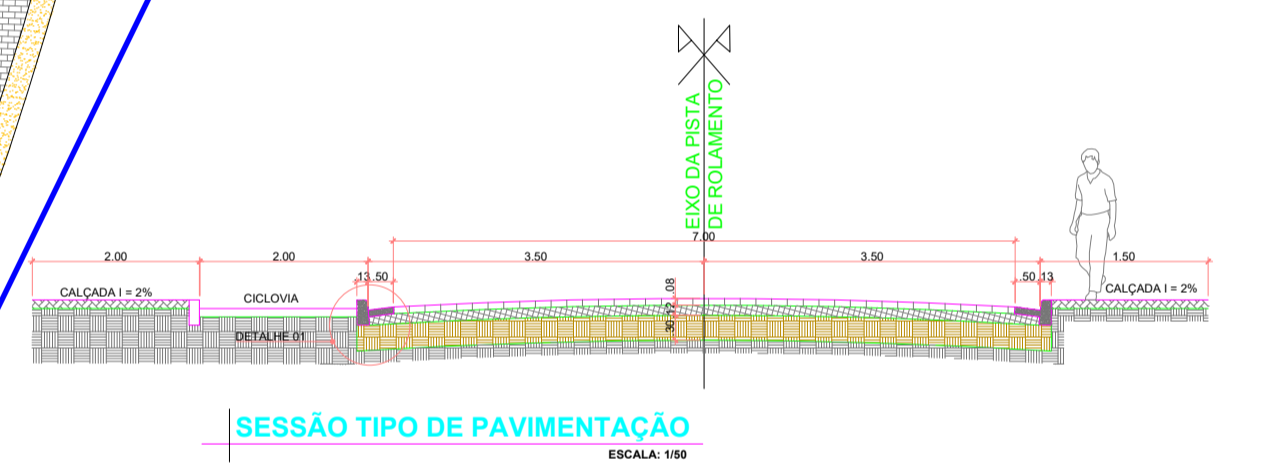 EIXO DA PISTA
DE ROLAMENTO
7.00
2.00
2.00
3.50
3.50
1.50
.13
.50
.50
.13
CALÇADA I = 2%
CICLOVIA
.08
.12
.30
CALÇADA I = 2%
DETALHE 01
SESSÃO TIPO DE PAVIMENTAÇÃO
ESCALA: 1/50